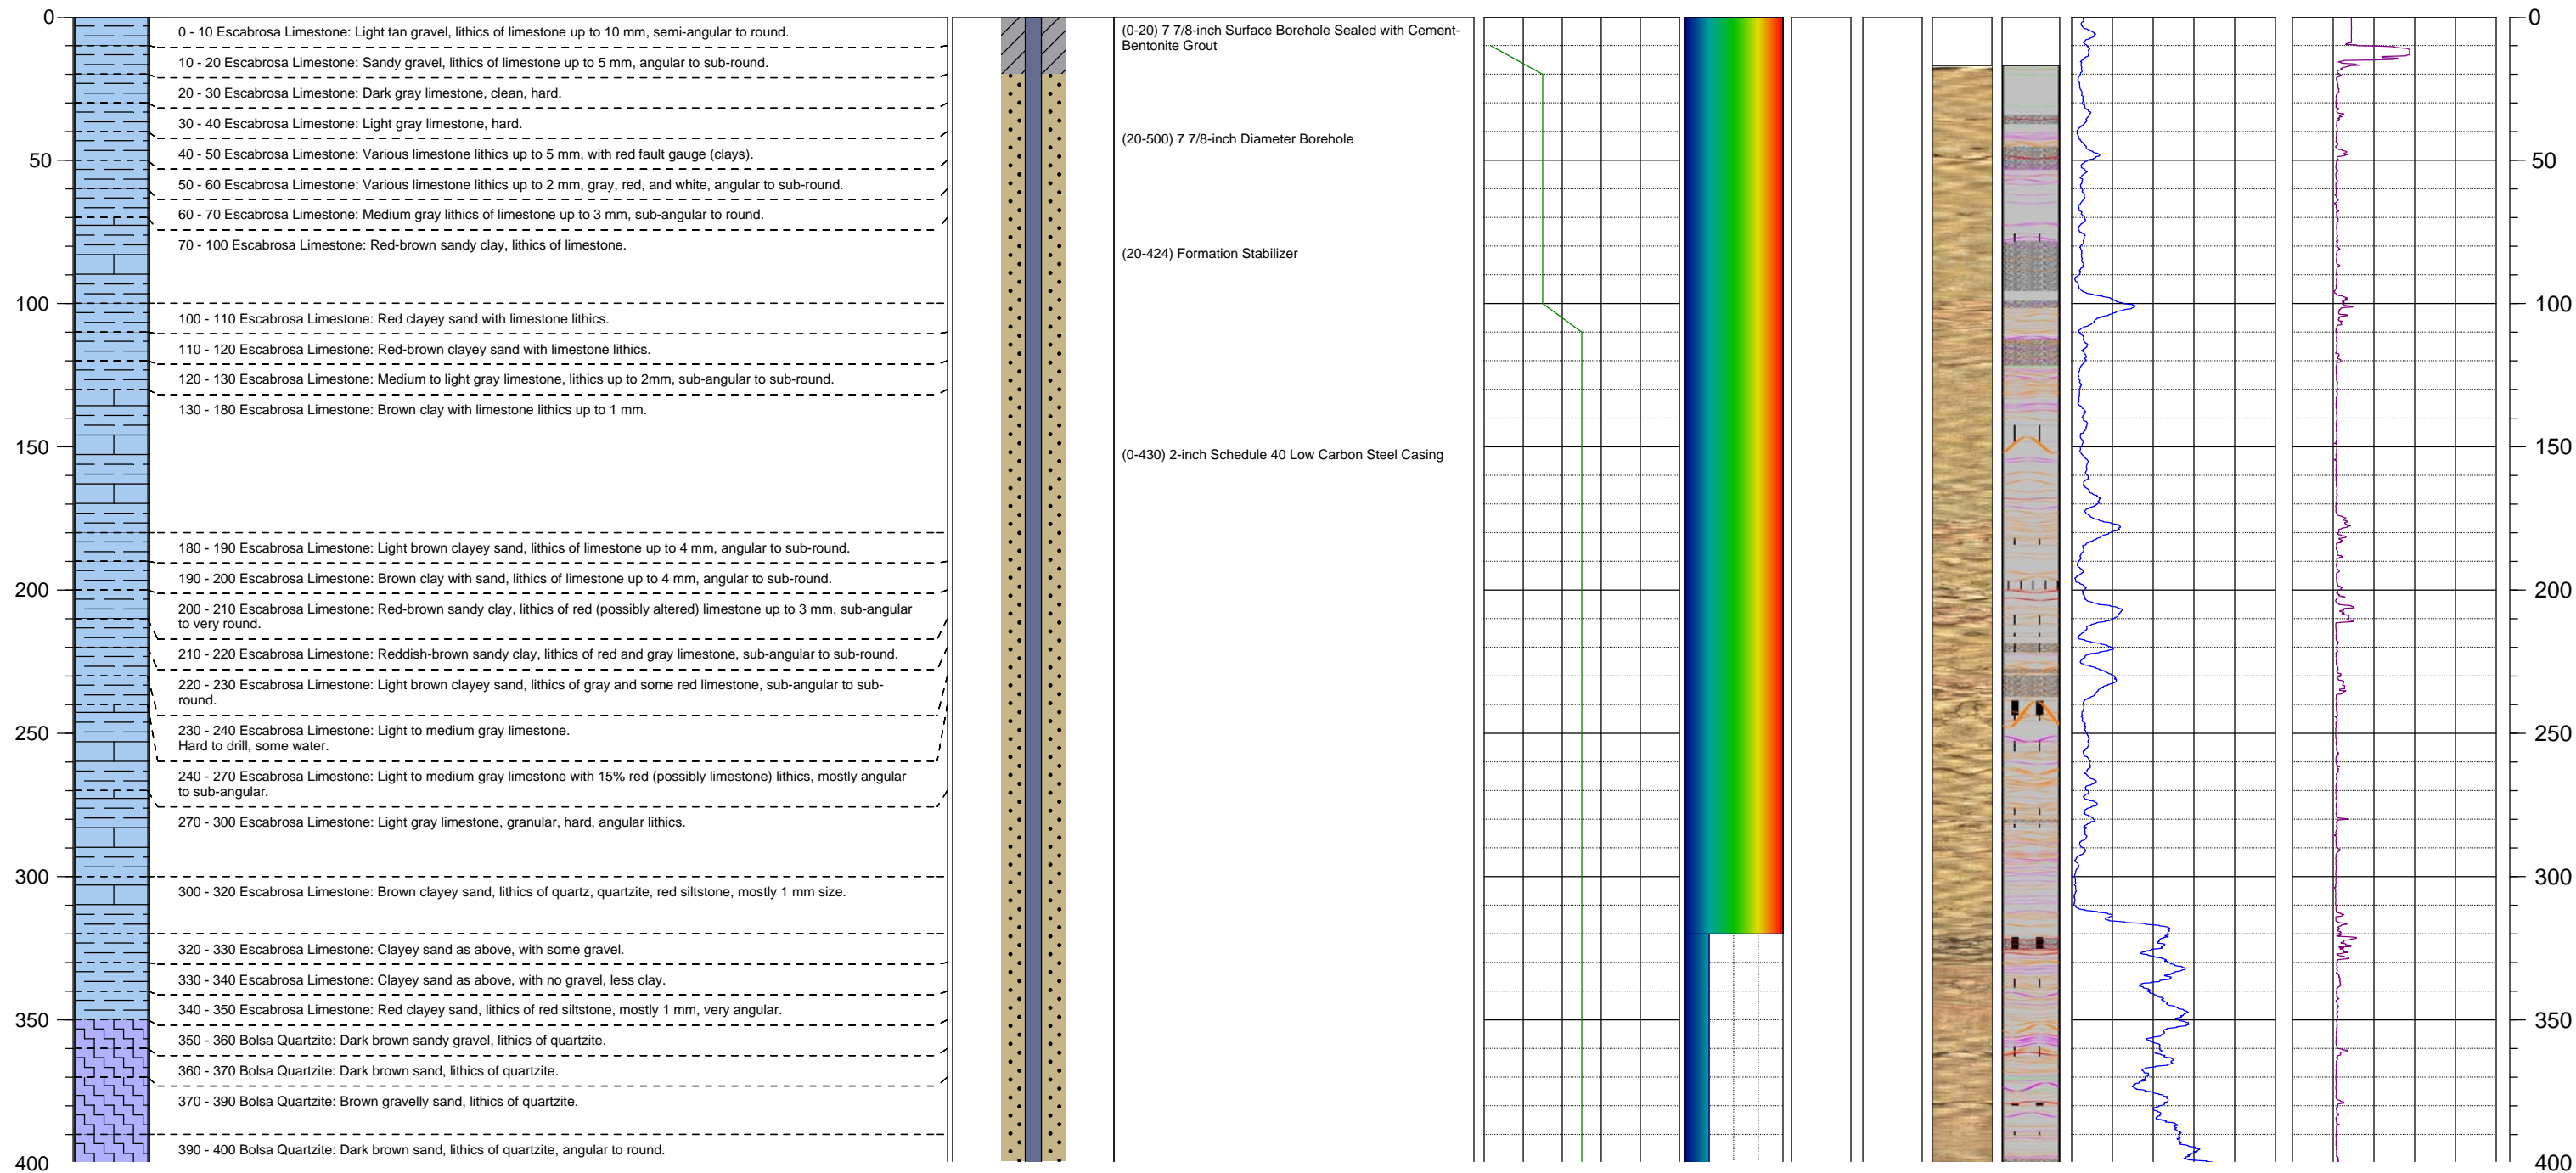 0
50
100
150
200
250
300
350
400
0 - 10 Escabrosa Limestone: Light tan gravel, lithics of limestone up to 10 mm, semi-angular to round.
10 - 20 Escabrosa Limestone: Sandy gravel, lithics of limestone up to 5 mm, angular to sub-round.
20 - 30 Escabrosa Limestone: Dark gray limestone, clean, hard.
30 - 40 Escabrosa Limestone: Light gray limestone, hard.
40 - 50 Escabrosa Limestone: Various limestone lithics up to 5 mm, with red fault gauge (clays).
50 - 60 Escabrosa Limestone: Various limestone lithics up to 2 mm, gray, red, and white, angular to sub-round.
60 - 70 Escabrosa Limestone: Medium gray lithics of limestone up to 3 mm, sub-angular to round.
70 - 100 Escabrosa Limestone: Red-brown sandy clay, lithics of limestone.
100 - 110 Escabrosa Limestone: Red clayey sand with limestone lithics.
110 - 120 Escabrosa Limestone: Red-brown clayey sand with limestone lithics.
120 - 130 Escabrosa Limestone: Medium to light gray limestone, lithics up to 2mm, sub-angular to sub-round.
130 - 180 Escabrosa Limestone: Brown clay with limestone lithics up to 1 mm.
180 - 190 Escabrosa Limestone: Light brown clayey sand, lithics of limestone up to 4 mm, angular to sub-round.
190 - 200 Escabrosa Limestone: Brown clay with sand, lithics of limestone up to 4 mm, angular to sub-round.
200 - 210 Escabrosa Limestone: Red-brown sandy clay, lithics of red (possibly altered) limestone up to 3 mm, sub-angular
to very round.
210 - 220 Escabrosa Limestone: Reddish-brown sandy clay, lithics of red and gray limestone, sub-angular to sub-round.
220 - 230 Escabrosa Limestone: Light brown clayey sand, lithics of gray and some red limestone, sub-angular to sub-
round.
230 - 240 Escabrosa Limestone: Light to medium gray limestone.
Hard to drill, some water.
240 - 270 Escabrosa Limestone: Light to medium gray limestone with 15% red (possibly limestone) lithics, mostly angular
to sub-angular.
270 - 300 Escabrosa Limestone: Light gray limestone, granular, hard, angular lithics.
300 - 320 Escabrosa Limestone: Brown clayey sand, lithics of quartz, quartzite, red siltstone, mostly 1 mm size.
320 - 330 Escabrosa Limestone: Clayey sand as above, with some gravel.
330 - 340 Escabrosa Limestone: Clayey sand as above, with no gravel, less clay.
340 - 350 Escabrosa Limestone: Red clayey sand, lithics of red siltstone, mostly 1 mm, very angular.
350 - 360 Bolsa Quartzite: Dark brown sandy gravel, lithics of quartzite.
360 - 370 Bolsa Quartzite: Dark brown sand, lithics of quartzite.
370 - 390 Bolsa Quartzite: Brown gravelly sand, lithics of quartzite.
390 - 400 Bolsa Quartzite: Dark brown sand, lithics of quartzite, angular to round.
(0-20) 7 7/8-inch Surface Borehole Sealed with Cement-
Bentonite Grout
(20-500) 7 7/8-inch Diameter Borehole
(20-424) Formation Stabilizer
(0-430) 2-inch Schedule 40 Low Carbon Steel Casing
0
50
100
150
200
250
300
350
400